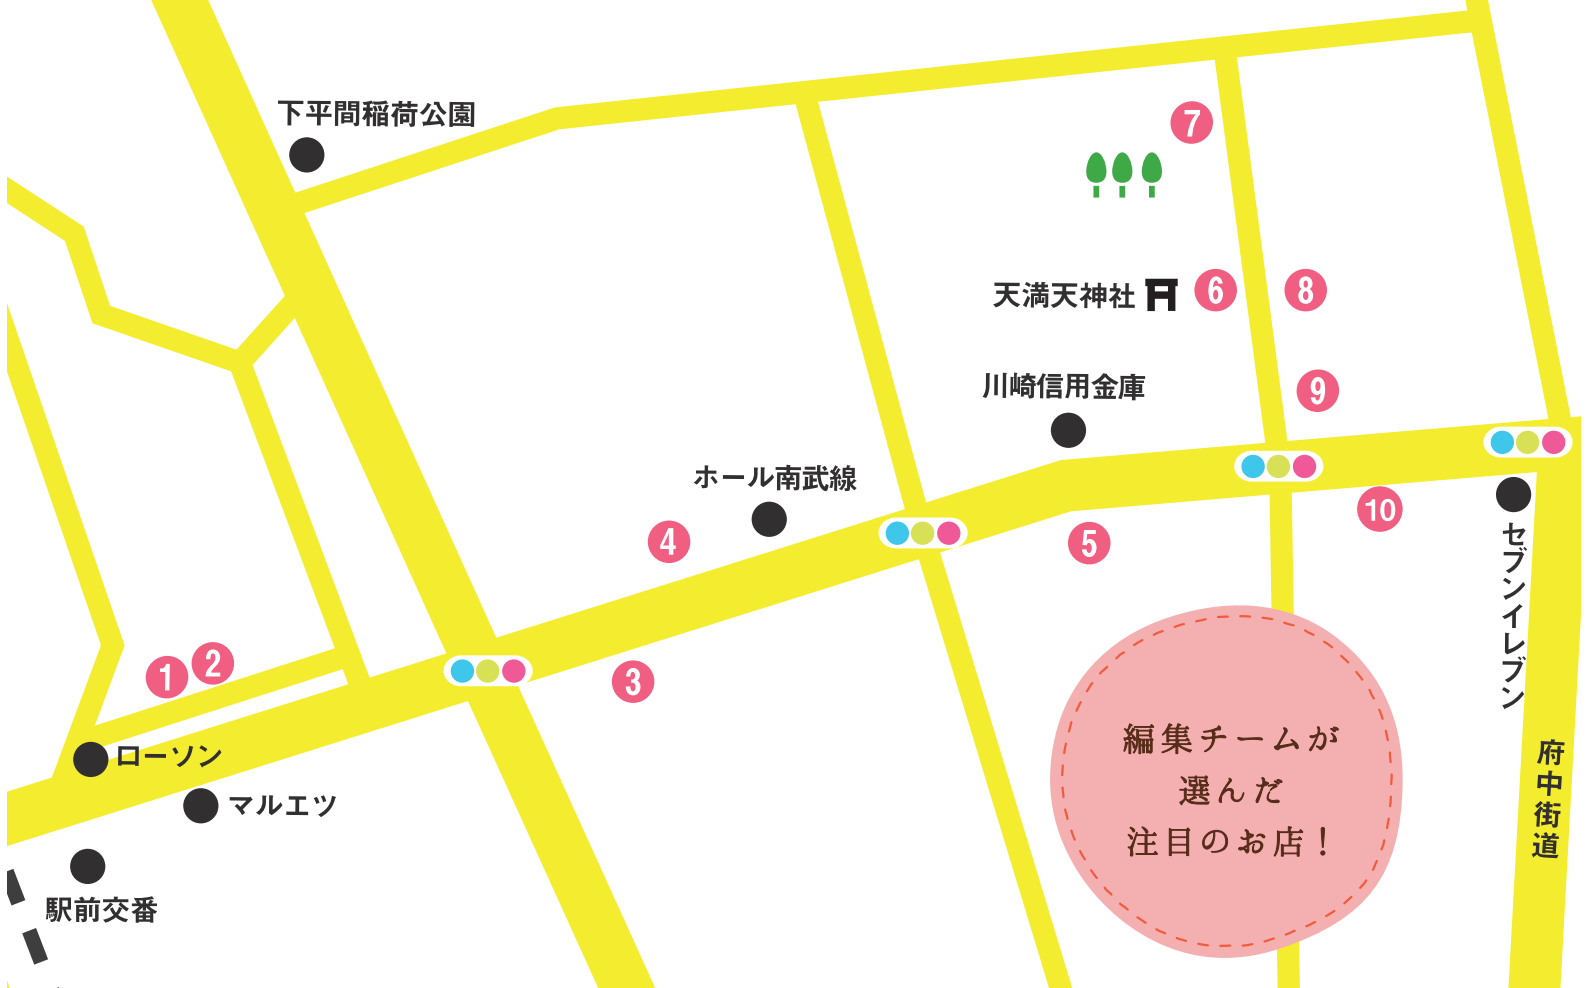 下平間稲荷公園
7
天満天神社
6
8
川崎信用金庫
9
ホール南武線
4
5
10
セブンイレブン
1
2
3
ローソン
マルエツ
駅前交番
編集チームが
選んだ
注目のお店！
府中街道